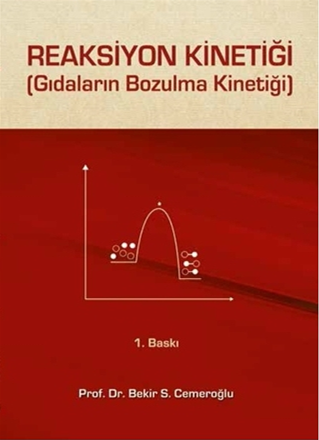 REAKSİYON KİNETİĞİ
(Gıdaların Bozulma Kinetiği)
1. Baskı
Prof. Dr. Bekir S. Cemeroğlu